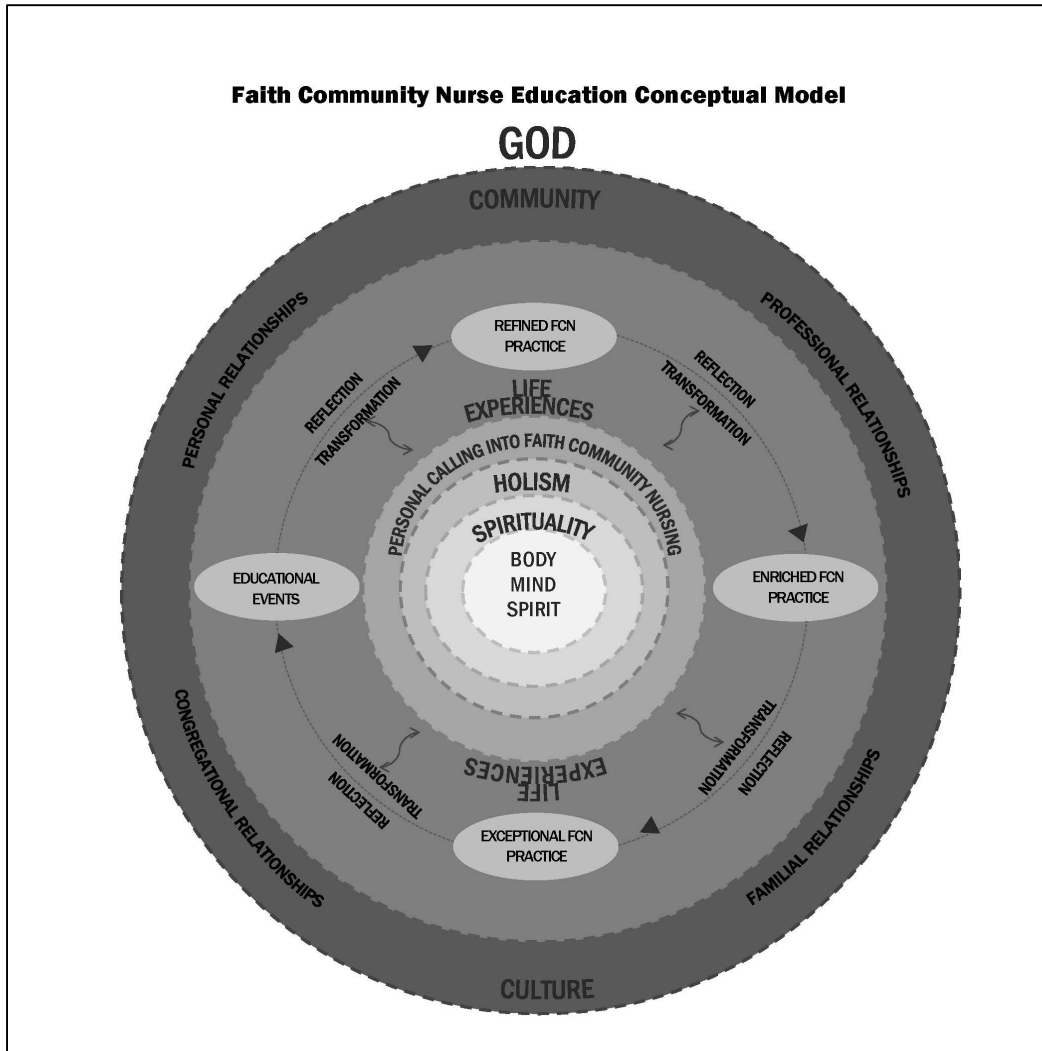 Faith Community Nurse Education Conceptual Model
GOD
COMMUNITY
PERSONAL RELATIONSHIPS
PROFESSIONAL RELATIONSHIPS
REFINED FCN
PRACTICE
REFLECTION
TRANSFORMATION
REFLECTION
TRANSFORMATION
LIFE
EXPERIENCES
PERSONAL CALLING INTO FAITH COMMUNITY NURSING
HOLISM
SPIRITUALITY
BODY
MIND
SPIRIT
EDUCATIONAL
EVENTS
ENRICHED FCN
PRACTICE
TRANSFORMATION
REFLECTION
TRANSFORMATION
REFLECTION
LIFE
EXPERIENCES
EXCEPTIONAL FCN
PRACTICE
CONGREGATIONAL RELATIONSHIPS
FAMILIAL RELATIONSHIPS
CULTURE